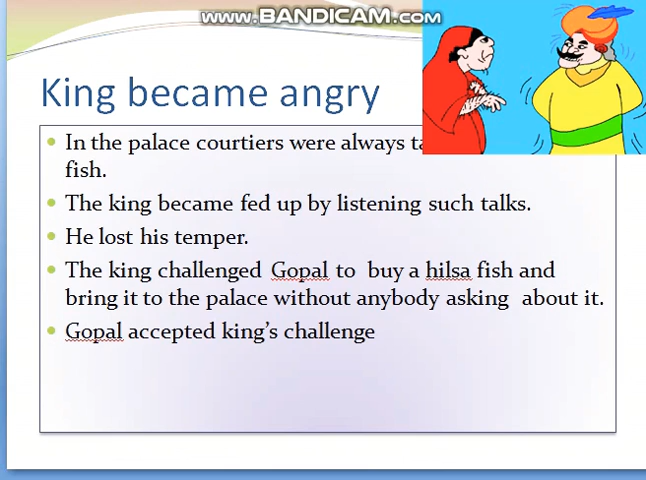 www.BANDICAM.com
King became angry
In the palace courtiers were always
fish.
The king became fed up by listening such talks.
He lost his temper.
The king challenged Gopal to buy a hilsa fish and
bring it to the palace without anybody asking about it.
Gopal accepted king's challenge